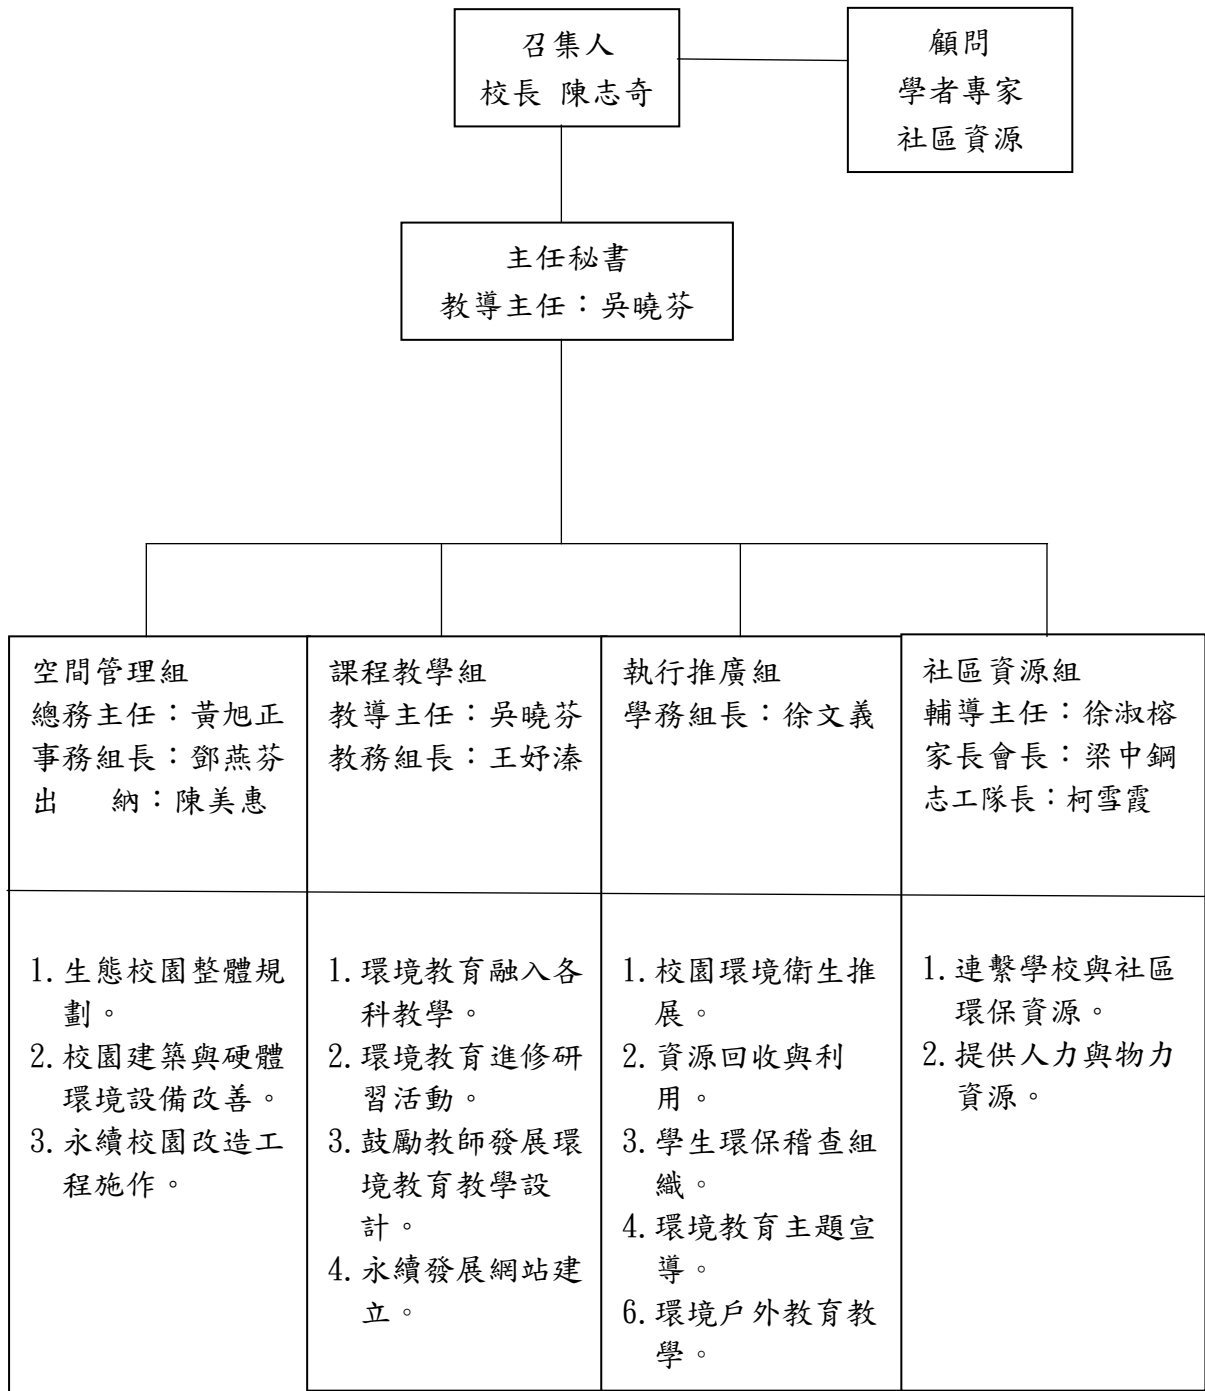 召集人
校長 陳志奇
顧問
學者專家
社區資源
主任秘書
教導主任：吳曉芬
空間管理組
總務主任：黃旭正
事務組長：鄧燕芬
出　納：陳美惠
1.生態校園整體規
劃。
2.校園建築與硬體
環境設備改善。
3.永續校園改造工
程施作。
課程教學組
教導主任：吳曉芬
教務組長：王妤溱
1.環境教育融入各
科教學。
2.環境教育進修研
習活動。
3.鼓勵教師發展環
境教育教學設
計。
4.永續發展網站建
立。
執行推廣組
學務組長：徐文義
1.校園環境衛生推
展。
2.資源回收與利
用。
3.學生環保稽查組
織。
4.環境教育主題宣
導。
6.環境戶外教育教
學。
社區資源組
輔導主任：徐淑榕
家長會長：梁中鋼
志工隊長：柯雪霞
1.連繫學校與社區
環保資源。
2.提供人力與物力
資源。